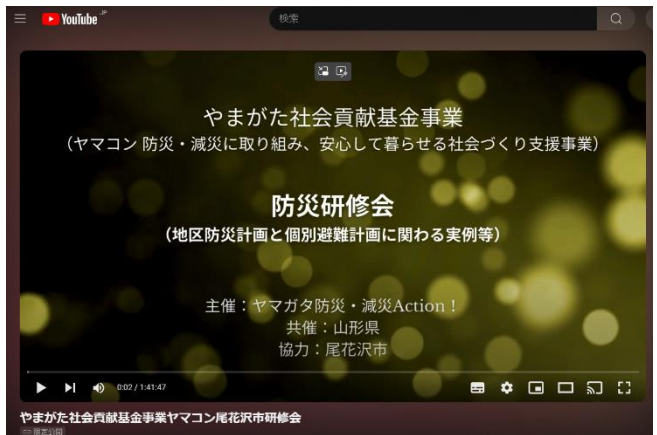 YouTube JP
検索
やまがた社会貢献基金事業
（ヤマコン 防災・減災に取り組み、安心して暮らせる社会づくり支援事業）
防災研修会
（地区防災計画と個別避難計画に関わる実例等）
主催：ヤマガタ防災・減災Action！
共催：山形県
協力：尾花沢市
0:02 / 1:41:47
やまがた社会貢献基金事業ヤマコン尾花沢市研修会
限定公開